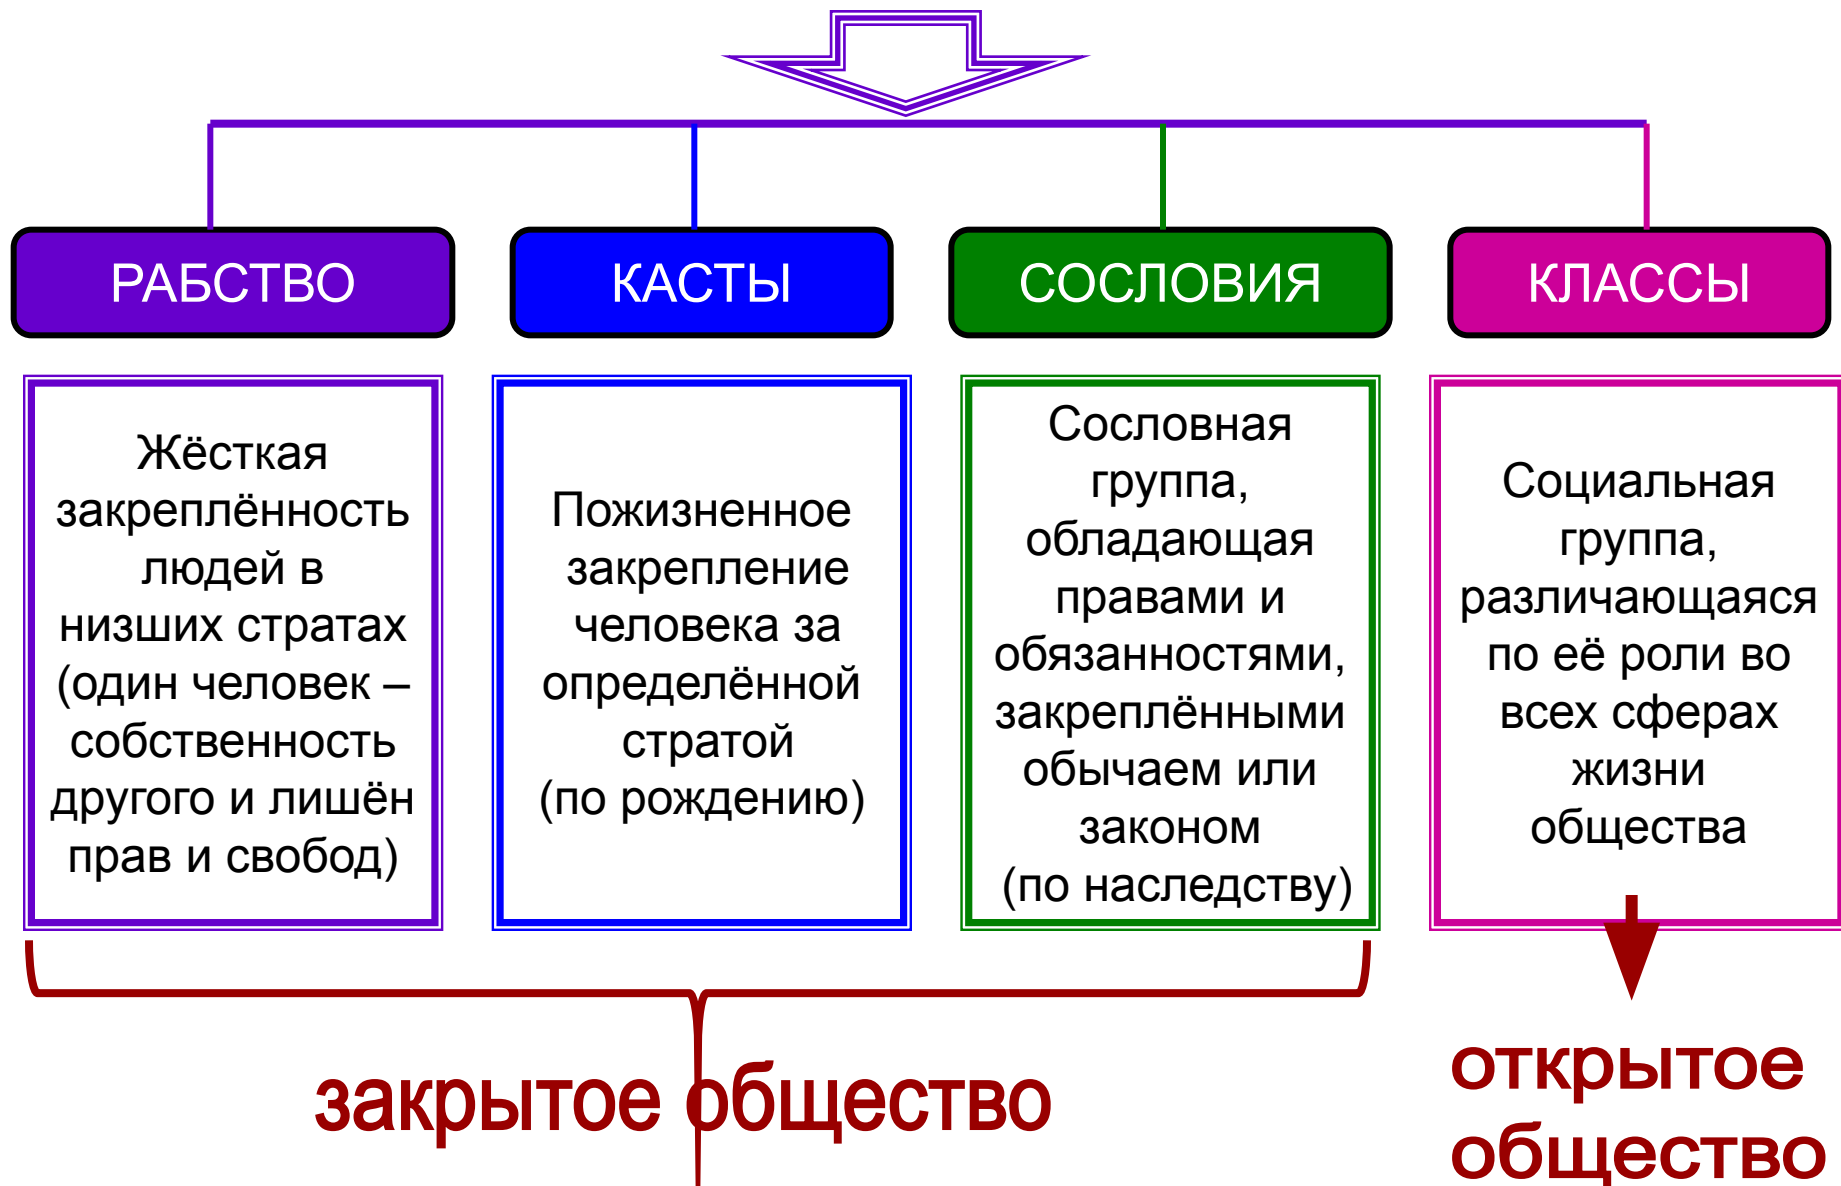 РАБСТВО
КАСТЫ
СОСЛОВИЯ
КЛАССЫ
Жёсткая
закреплённость
людей в
низших стратах
(один человек –
собственность
другого и лишён
прав и свобод)
Пожизненное
закрепление
человека за
определённой
стратой
(по рождению)
Сословная
группа,
обладающая
правами и
обязанностями,
закреплёнными
обычаем или
законом
(по наследству)
Социальная
группа,
различающаяся
по её роли во
всех сферах
жизни
общества
закрытое общество
открытое
общество